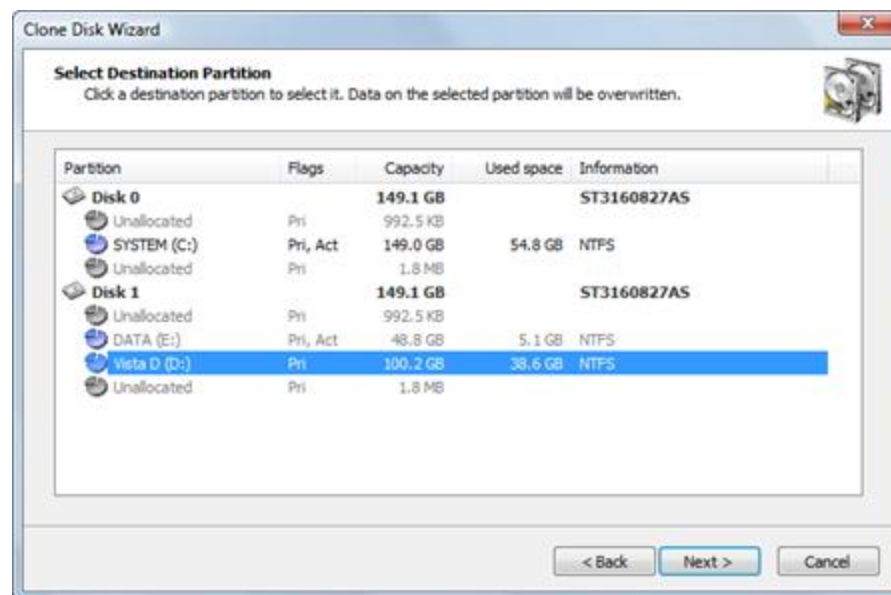 Clone Disk Wizard
Select Destination Partition
Click a destination partition to select it. Data on the selected partition will be overwritten.
Partition Flags Capacity Used space Information
Disk 0 149.1 GB ST3160827AS
Unallocated Pri 992.5 KB
SYSTEM (C:) Pri, Act 149.0 GB 54.8 GB NTFS
Unallocated Pri 1.8 MB
Disk 1 149.1 GB ST3160827AS
Unallocated Pri 992.5 KB
DATA (E:) Pri, Act 48.8 GB 5.1 GB NTFS
Vista D (D:) Pri 100.2 GB 38.6 GB NTFS
Unallocated Pri 1.8 MB
< Back Next > Cancel